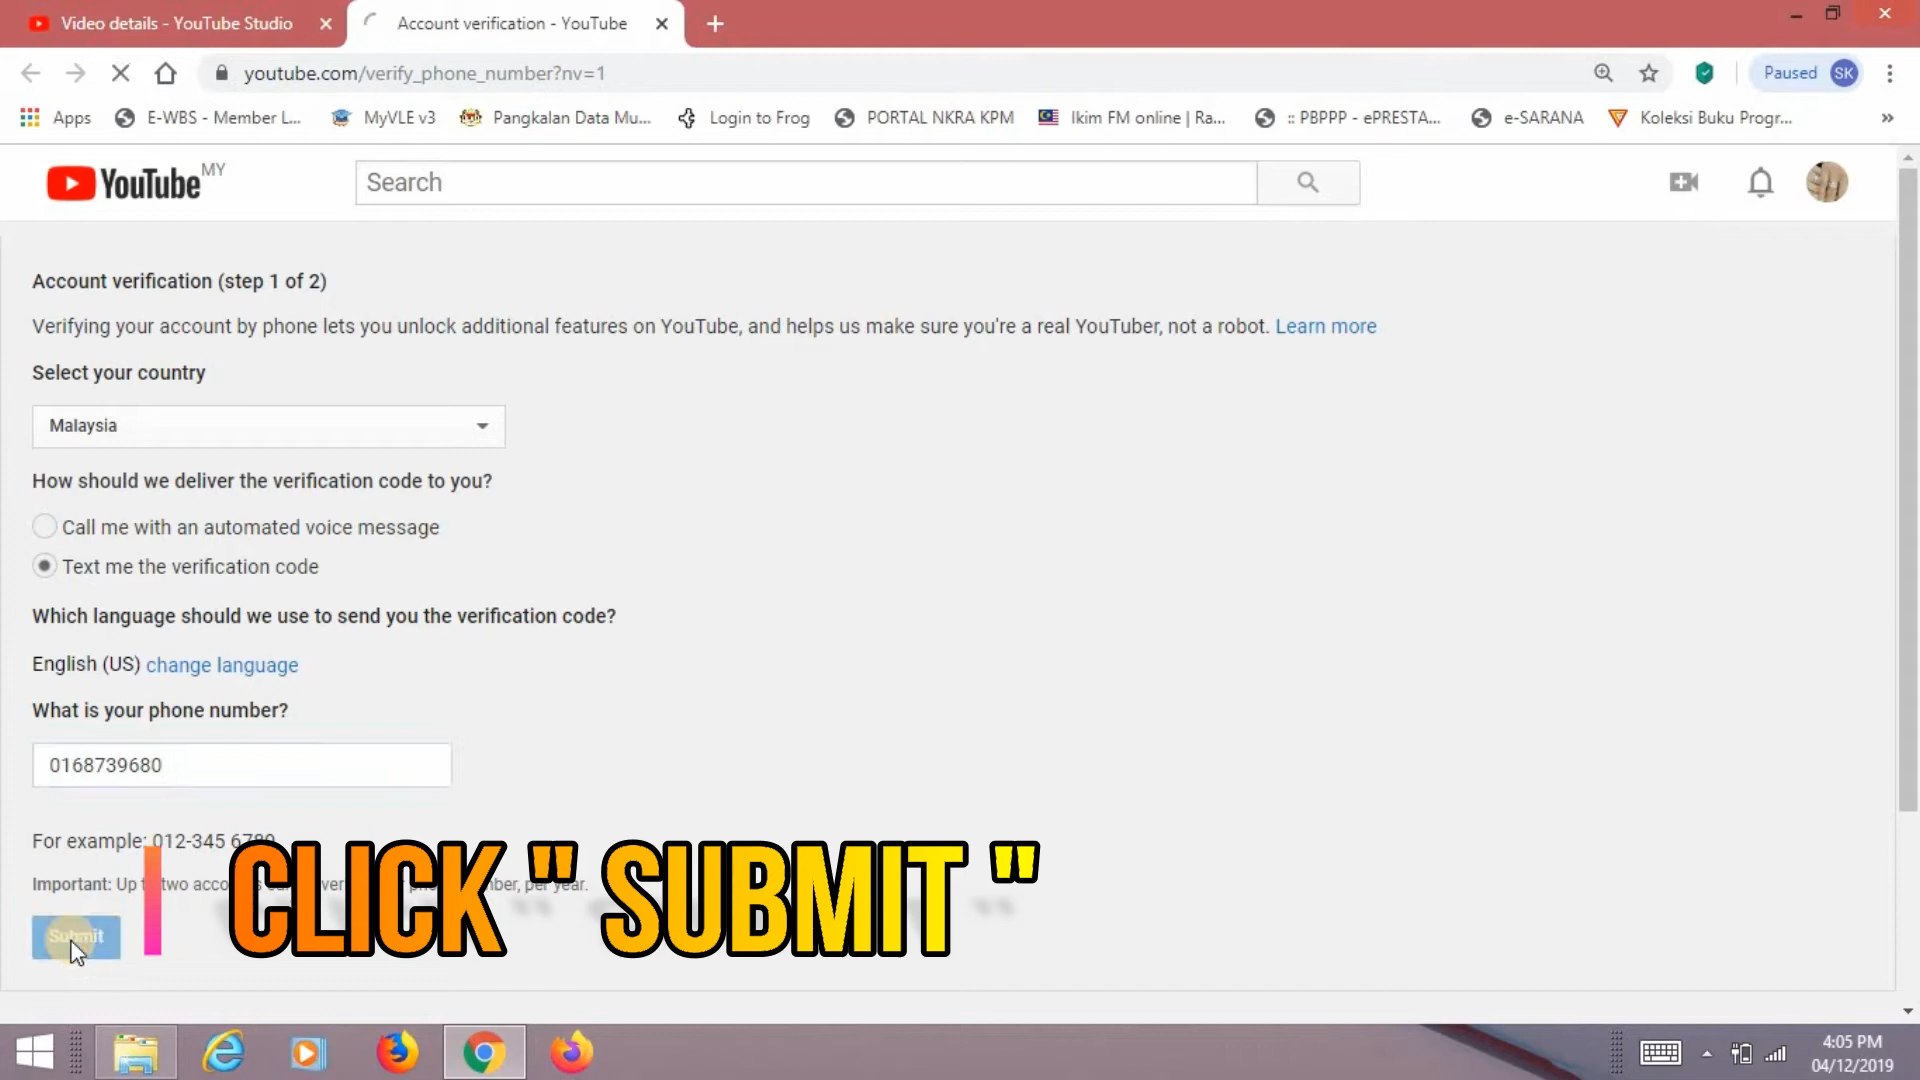 Video details - YouTube Studio
Account verification - YouTube
youtube.com/verify_phone_number?nv=1
Paused SK
Apps
E-WBS - Member L...
MyVLE v3
Pangkalan Data Mu...
Login to Frog
PORTAL NKRA KPM
Ikim FM online | Ra...
:: PBPPP - ePRESTA...
e-SARANA
Koleksi Buku Progr...
»
YouTube MY
Search
Account verification (step 1 of 2)
Verifying your account by phone lets you unlock additional features on YouTube, and helps us make sure you're a real YouTuber, not a robot. Learn more
Select your country
Malaysia
How should we deliver the verification code to you?
Call me with an automated voice message
Text me the verification code
Which language should we use to send you the verification code?
English (US) change language
What is your phone number?
0168739680
For example: 012-345 6789
Important: Up two per year.
CLICK " SUBMIT "
Submit
4:05 PM
04/12/2019